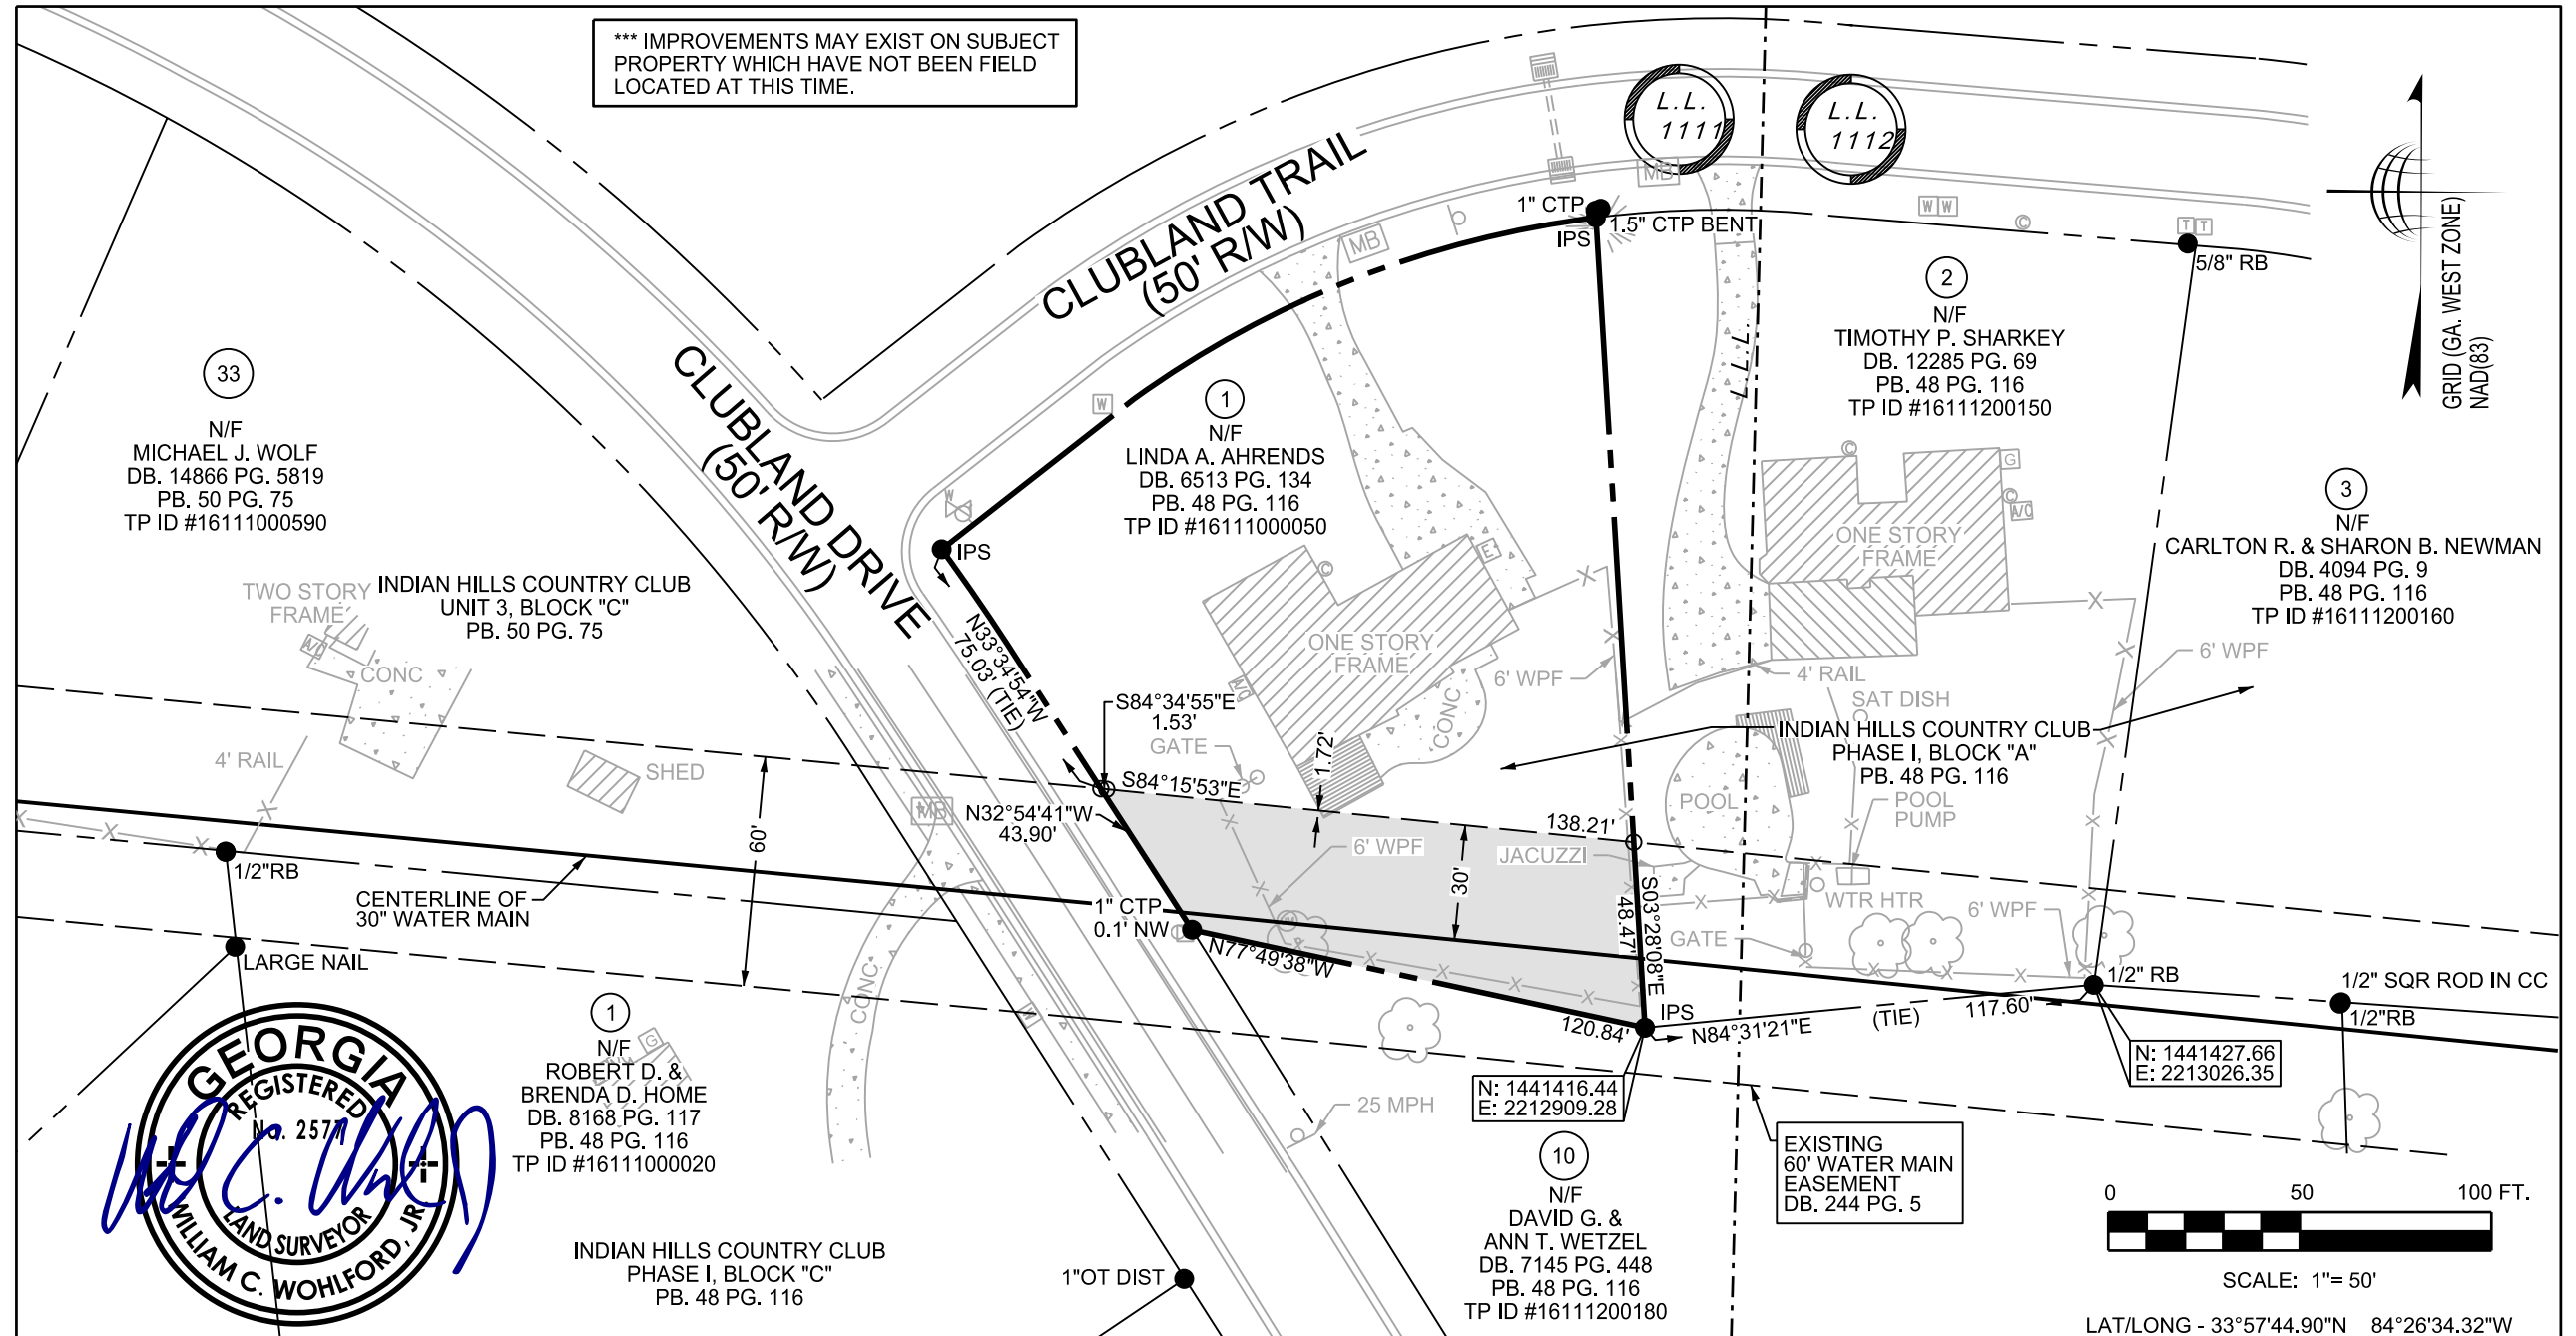 *** IMPROVEMENTS MAY EXIST ON SUBJECT
PROPERTY WHICH HAVE NOT BEEN FIELD
LOCATED AT THIS TIME.
CLUBLAND TRAIL
(50' R/W)
CLUBLAND DRIVE
(50' R/W)
L.L.
1111
L.L.
1112
MB
MB
1" CTP
1.5" CTP BENT
IPS
W W
C
T T
5/8" RB
GRID (GA. WEST ZONE)
NAD(83)
33
N/F
MICHAEL J. WOLF
DB. 14866 PG. 5819
PB. 50 PG. 75
TP ID #16111000590
1
N/F
LINDA A. AHRENDS
DB. 6513 PG. 134
PB. 48 PG. 116
TP ID #16111000050
2
N/F
TIMOTHY P. SHARKEY
DB. 12285 PG. 69
PB. 48 PG. 116
TP ID #16111200150
3
N/F
CARLTON R. & SHARON B. NEWMAN
DB. 4094 PG. 9
PB. 48 PG. 116
TP ID #16111200160
L.L.L.
W
W
IPS
TWO STORY
FRAME
A/C
CONC
INDIAN HILLS COUNTRY CLUB
UNIT 3, BLOCK "C"
PB. 50 PG. 75
N33°34'54"W
75.03' (TIE)
ONE STORY
FRAME
C
E
A/C
CONC
6' WPF
ONE STORY
FRAME
C
G
C
A/C
4' RAIL
SAT DISH
6' WPF
INDIAN HILLS COUNTRY CLUB
PHASE I, BLOCK "A"
PB. 48 PG. 116
4' RAIL
SHED
60'
MB
S84°34'55"E
1.53'
GATE
S84°15'53"E
1.72'
138.21'
N32°54'41"W
43.90'
6' WPF
30'
JACUZZI
POOL
POOL
PUMP
WTR HTR
6' WPF
GATE
1/2"RB
CENTERLINE OF
30" WATER MAIN
LARGE NAIL
1" CTP
0.1' NW
N77°49'38"W
120.84'
S03°28'08"E
48.47'
IPS
N84°31'21"E
(TIE)
117.60'
1/2" RB
1/2" SQR ROD IN CC
1/2"RB
N: 1441427.66
E: 2213026.35
N: 1441416.44
E: 2212909.28
CONC
25 MPH
EXISTING
60' WATER MAIN
EASEMENT
DB. 244 PG. 5
1
N/F
G
ROBERT D. &
BRENDA D. HOME
DB. 8168 PG. 117
PB. 48 PG. 116
TP ID #16111000020
10
N/F
DAVID G. &
ANN T. WETZEL
DB. 7145 PG. 448
PB. 48 PG. 116
TP ID #16111200180
INDIAN HILLS COUNTRY CLUB
PHASE I, BLOCK "C"
PB. 48 PG. 116
1"OT DIST
GEORGIA
REGISTERED
No. 2577
LAND SURVEYOR
WILLIAM C. WOHLFORD, JR.
0 50 100 FT.
SCALE: 1"= 50'
LAT/LONG - 33°57'44.90"N 84°26'34.32"W